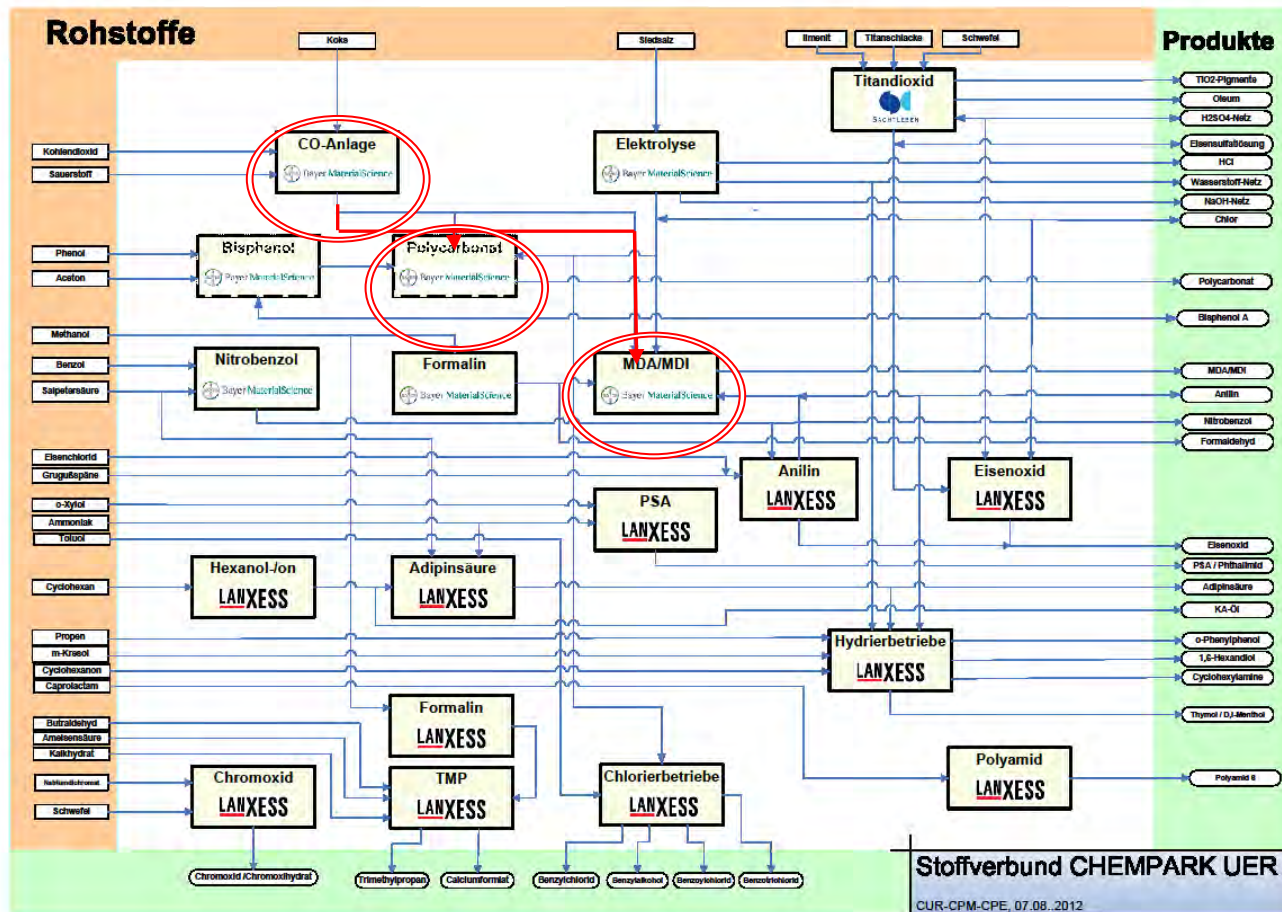 Rohstoffe
Produkte
Koks
Siedsalz
Ilmenit
Titanschlacke
Schwefel
Titandioxid
SACHTLEBEN
TIO2-Pigmente
Oleum
H2SO4-Netz
Eisensulfatlösung
HCl
Wasserstoff-Netz
NaOH-Netz
Chlor
Kohlendioxid
Sauerstoff
CO-Anlage
Bayer MaterialScience
Elektrolyse
Bayer MaterialScience
Phenol
Aceton
Bisphenol
Bayer MaterialScience
Polycarbonat
Bayer MaterialScience
Polycarbonat
Bisphenol A
Methanol
Benzol
Salpetersäure
Nitrobenzol
Bayer MaterialScience
Formalin
Bayer MaterialScience
MDA/MDI
Bayer MaterialScience
MDA/MDI
Anilin
Nitrobenzol
Formaldehyd
Eisenchlorid
Grugußspäne
o-Xylol
Ammoniak
Toluol
PSA
LANXESS
Anilin
LANXESS
Eisenoxid
LANXESS
Eisenoxid
PSA / Phthalimid
Adipinsäure
KA-Öl
Cyclohexan
Hexanol-/on
LANXESS
Adipinsäure
LANXESS
Propen
m-Kresol
Cyclohexanon
Caprolactam
Hydrierbetriebe
LANXESS
o-Phenylphenol
1,6-Hexandiol
Cyclohexylamine
Thymol / D,l-Menthol
Butraldehyd
Ameisensäure
Kalkhydrat
Formalin
LANXESS
Natriumdichromat
Schwefel
Chromoxid
LANXESS
TMP
LANXESS
Chlorierbetriebe
LANXESS
Polyamid
LANXESS
Polyamid 6
Chromoxid /Chromoxihydrat
Trimethylpropan
Calciumformiat
Benzylchlorid
Benzylalkohol
Benzoylchlorid
Benzotrichlorid
Stoffverbund CHEMPARK UER
CUR-CPM-CPE, 07.08..2012